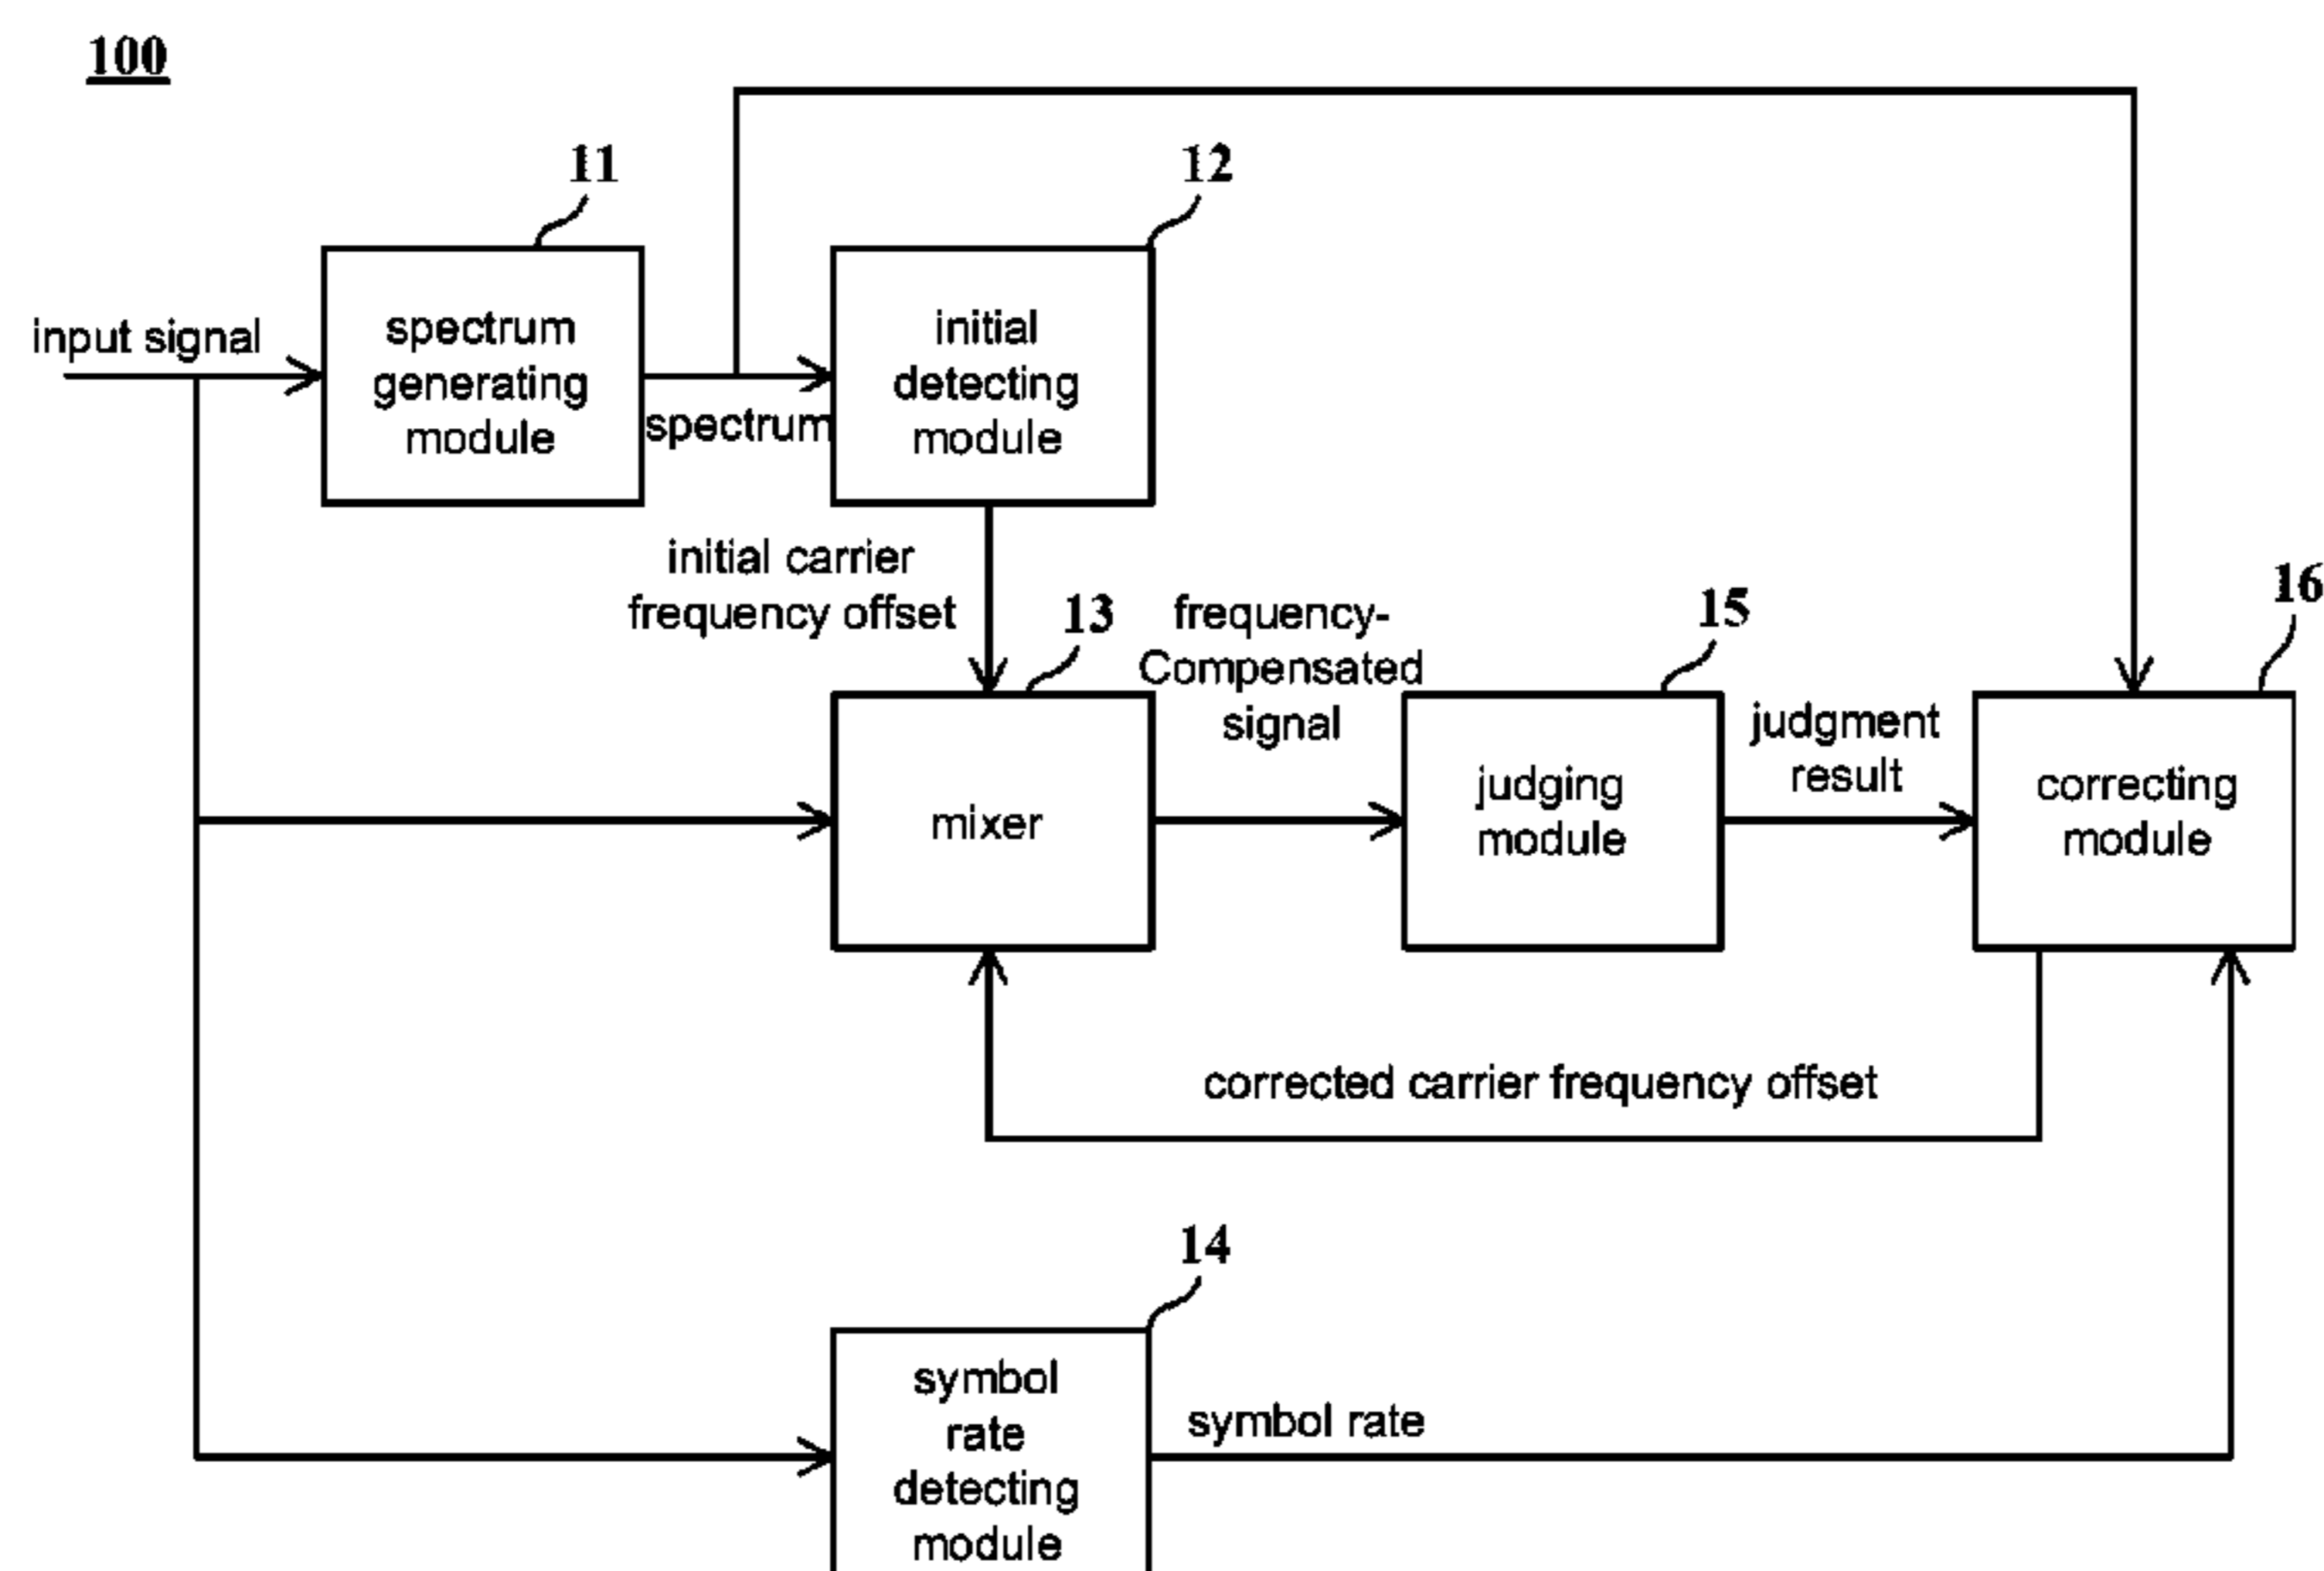 100
11
12
input signal
spectrum
generating
module
spectrum
initial
detecting
module
initial carrier
frequency offset
13
frequency-
Compensated
signal
15
judgment
result
16
mixer
judging
module
correcting
module
corrected carrier frequency offset
14
symbol
rate
detecting
module
symbol rate